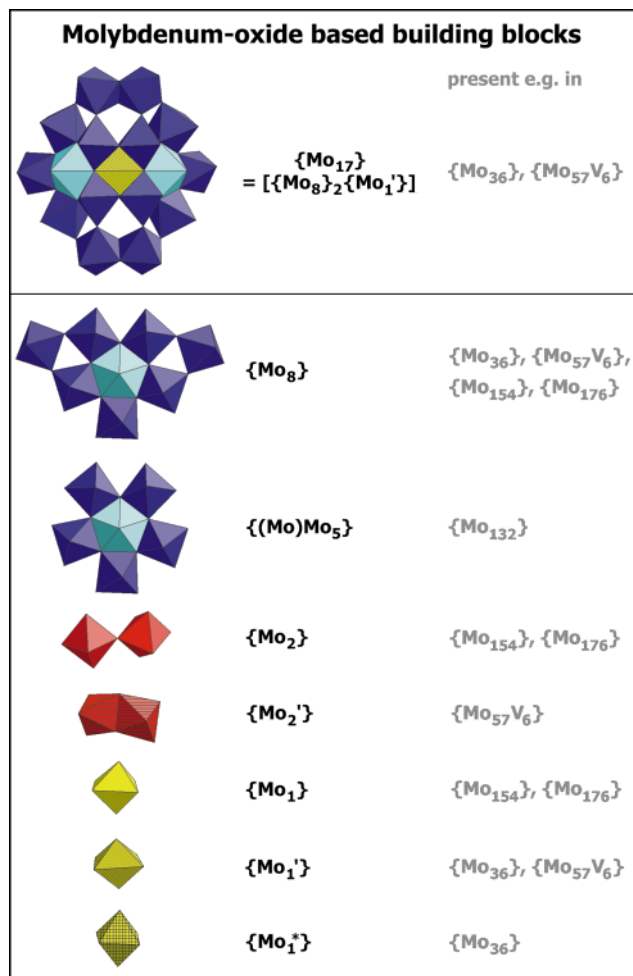 Molybdenum-oxide based building blocks
present e.g. in
{Mo₁₇}
= [{Mo₈}₂{Mo₁'}]
{Mo₃₆}, {Mo₅₇V₆}
{Mo₈}
{Mo₃₆}, {Mo₅₇V₆},
{Mo₁₅₄}, {Mo₁₇₆}
{(Mo)Mo₅}
{Mo₁₃₂}
{Mo₂}
{Mo₁₅₄}, {Mo₁₇₆}
{Mo₂'}
{Mo₅₇V₆}
{Mo₁}
{Mo₁₅₄}, {Mo₁₇₆}
{Mo₁'}
{Mo₃₆}, {Mo₅₇V₆}
{Mo₁*}
{Mo₃₆}